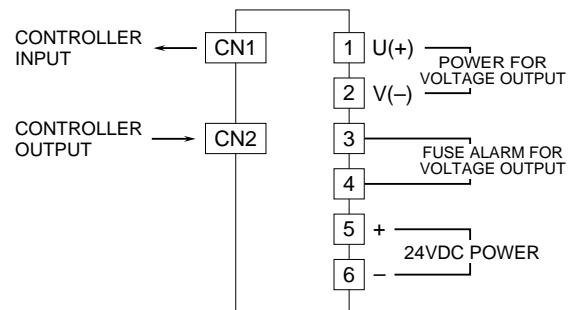 CONTROLLER
INPUT
CN1
CONTROLLER
OUTPUT
CN2
1 U(+)
2 V(–)
POWER FOR
VOLTAGE OUTPUT
3
4
FUSE ALARM FOR
VOLTAGE OUTPUT
5 +
6 –
24VDC POWER